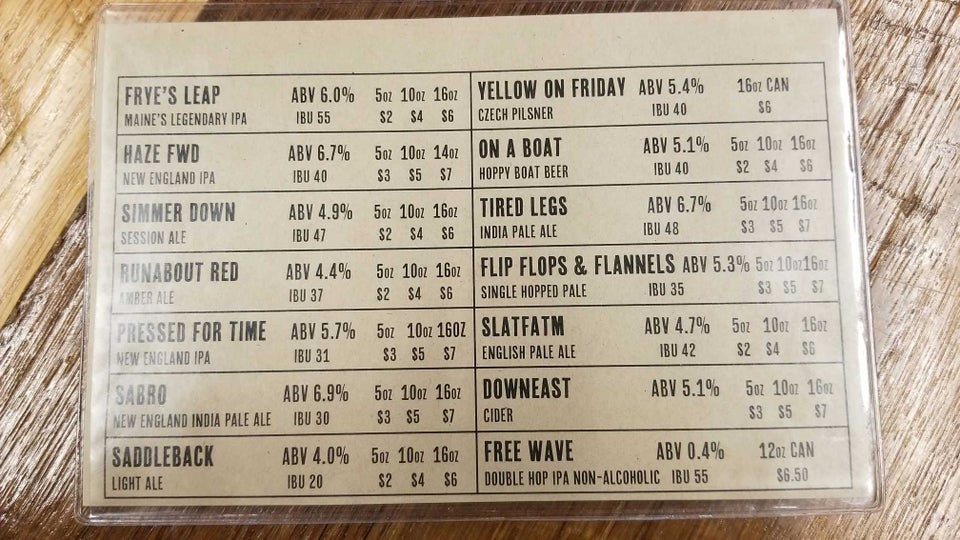 FRYE'S LEAP ABV 6.0% 5oz 10oz 16oz
MAINE'S LEGENDARY IPA IBU 55 $2 $4 $6
HAZE FWD ABV 6.7% 5oz 10oz 14oz
NEW ENGLAND IPA IBU 40 $3 $5 $7
SIMMER DOWN ABV 4.9% 5oz 10oz 16oz
SESSION ALE IBU 47 $2 $4 $6
RUNABOUT RED ABV 4.4% 5oz 10oz 16oz
AMBER ALE IBU 37 $2 $4 $6
PRESSED FOR TIME ABV 5.7% 5oz 10oz 16OZ
NEW ENGLAND IPA IBU 31 $3 $5 $7
SABRO ABV 6.9% 5oz 10oz 16oz
NEW ENGLAND INDIA PALE ALE IBU 30 $3 $5 $7
SADDLEBACK ABV 4.0% 5oz 10oz 16oz
LIGHT ALE IBU 20 $2 $4 $6
YELLOW ON FRIDAY ABV 5.4% 16oz CAN
CZECH PILSNER IBU 40 $6
ON A BOAT ABV 5.1% 5oz 10oz 16oz
HOPPY BOAT BEER IBU 40 $2 $4 $6
TIRED LEGS ABV 6.7% 5oz 10oz 16oz
INDIA PALE ALE IBU 48 $3 $5 $7
FLIP FLOPS & FLANNELS ABV 5.3% 5oz 10oz 16oz
SINGLE HOPPED PALE IBU 35 $3 $5 $7
SLATFATM ABV 4.7% 5oz 10oz 16oz
ENGLISH PALE ALE IBU 42 $2 $4 $6
DOWNEAST ABV 5.1% 5oz 10oz 16oz
CIDER $3 $5 $7
FREE WAVE ABV 0.4% 12oz CAN
DOUBLE HOP IPA NON-ALCOHOLIC IBU 55 $6.50